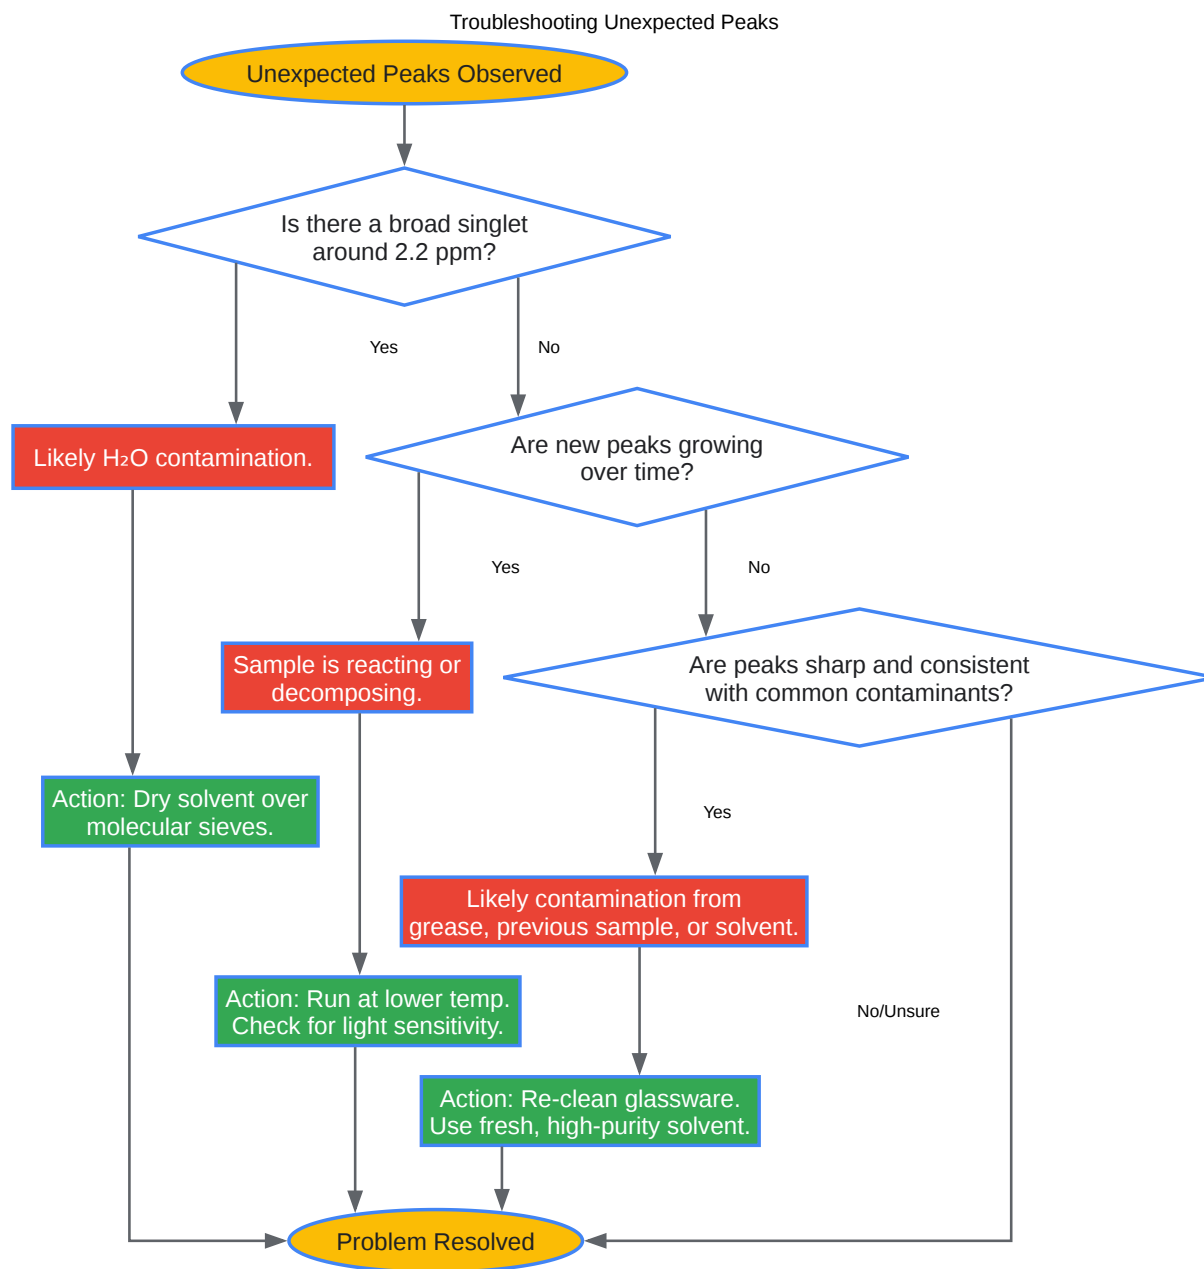 Troubleshooting Unexpected Peaks
Unexpected Peaks Observed
Is there a broad singlet
around 2.2 ppm?
Yes
No
Likely H₂O contamination.
Are new peaks growing
over time?
Yes
No
Sample is reacting or
decomposing.
Are peaks sharp and consistent
with common contaminants?
Action: Dry solvent over
molecular sieves.
Yes
Likely contamination from
grease, previous sample, or solvent.
Action: Run at lower temp.
Check for light sensitivity.
No/Unsure
Action: Re-clean glassware.
Use fresh, high-purity solvent.
Problem Resolved